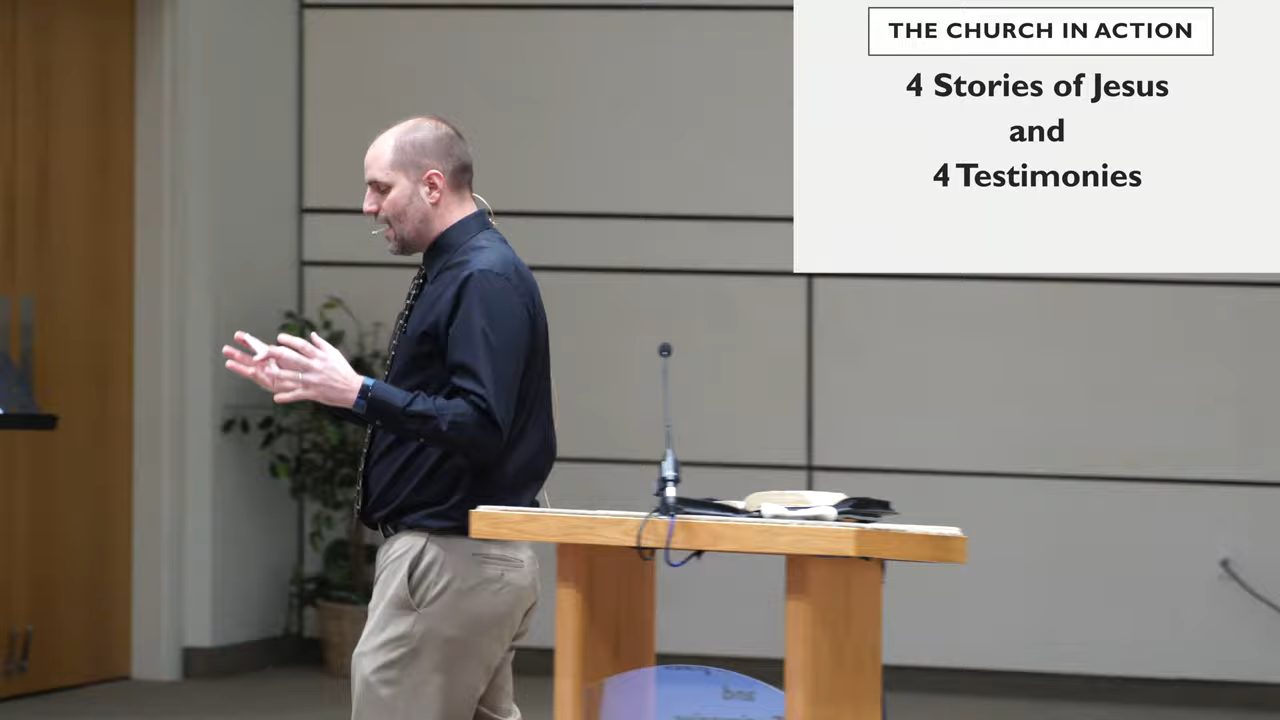 THE CHURCH IN ACTION
4 Stories of Jesus
and
4 Testimonies